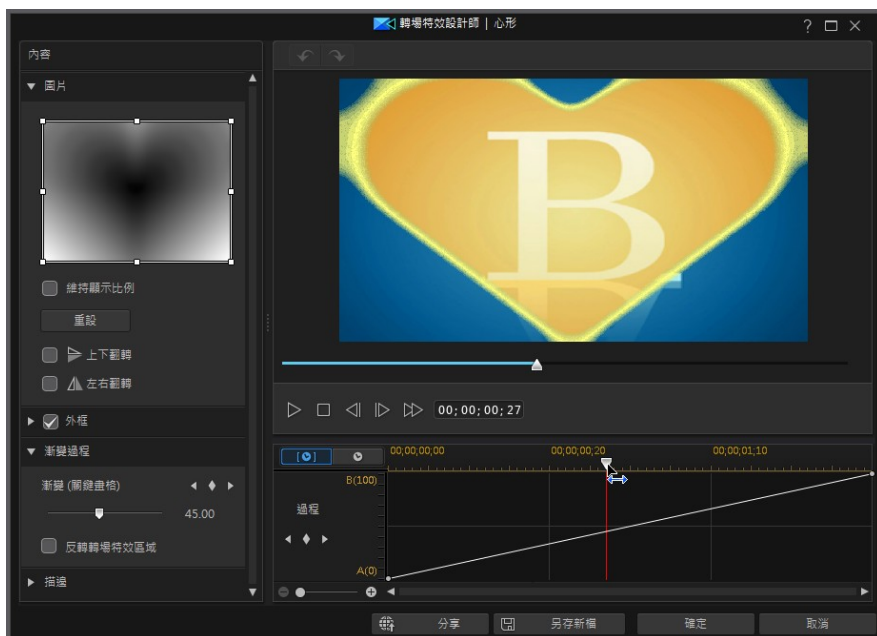 轉場特效設計師 | 心形
?
內容
圖片
維持顯示比例
重設
上下翻轉
左右翻轉
外框
漸變過程
漸變 (關鍵畫格)
45.00
反轉轉場特效區域
描邊
B
00;00;00;27
00;00;00;00
00;00;00;20
00;00;01;10
B(100)
過程
A(0)
分享
另存新檔
確定
取消